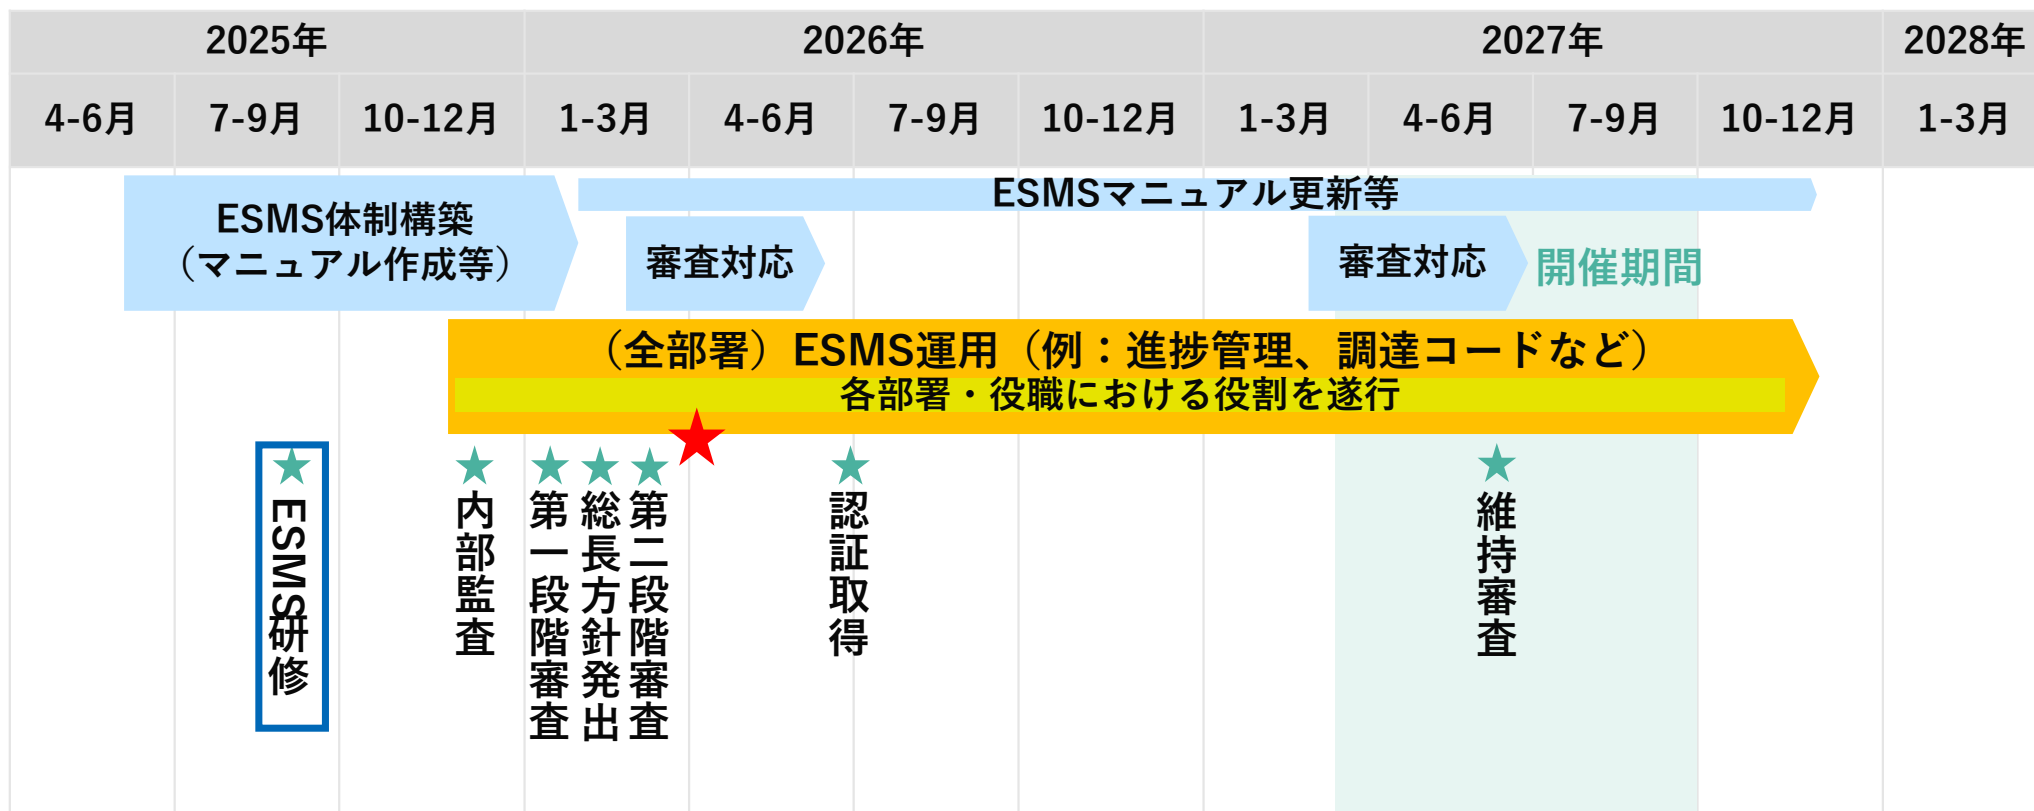 2025年
2026年
2027年
2028年
4-6月
7-9月
10-12月
1-3月
4-6月
7-9月
10-12月
1-3月
4-6月
7-9月
10-12月
1-3月
ESMSマニュアル更新等
ESMS体制構築
（マニュアル作成等）
審査対応
審査対応
開催期間
（全部署）ESMS運用（例：進捗管理、調達コードなど）
各部署・役職における役割を遂行
ESMS研修
内部監査
第一段階審査
総長方針発出
第二段階審査
認証取得
維持審査